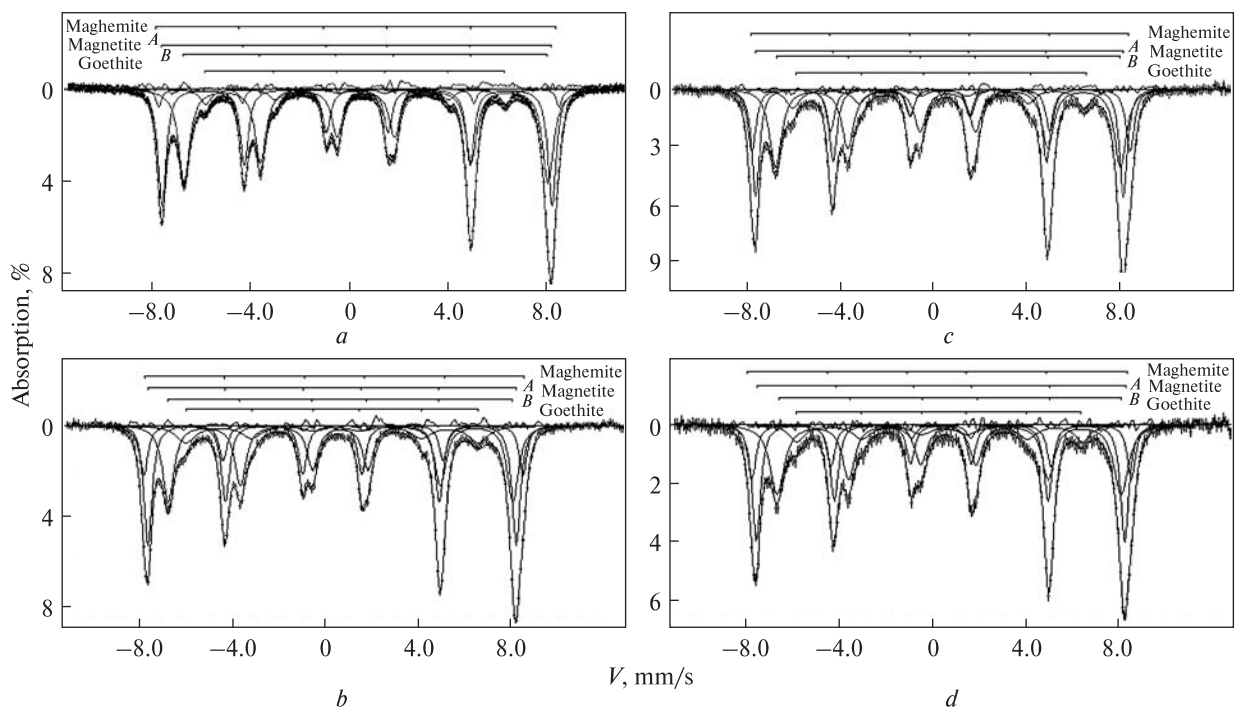 Maghemite
Magnetite A
B
Goethite
0
4
8
−8.0 −4.0 0 4.0 8.0
a
Maghemite
A
Magnetite
B
Goethite
0
3
6
9
−8.0 −4.0 0 4.0 8.0
c
Absorption, %
Maghemite
A
Magnetite
B
Goethite
0
4
8
−8.0 −4.0 0 4.0 8.0
b
Maghemite
A
Magnetite
B
Goethite
0
2
4
6
−8.0 −4.0 0 4.0 8.0
d
V, mm/s